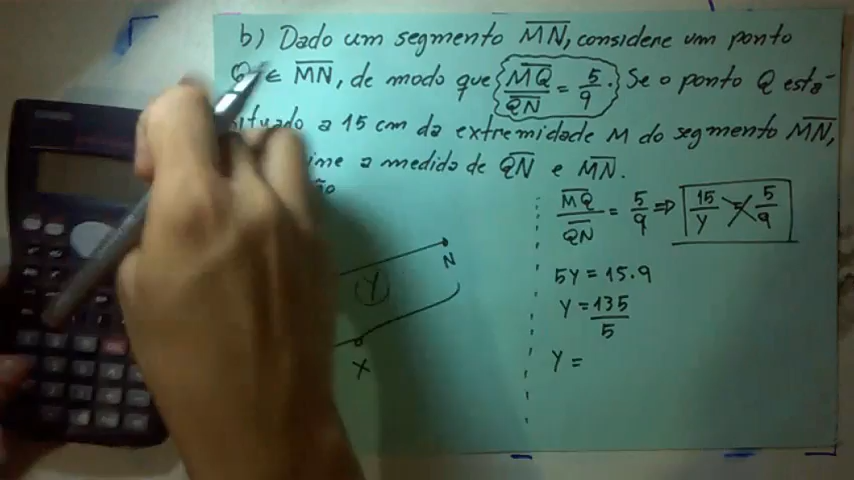 b) Dado um segmento MN, considere um ponto
Q ∈ MN, de modo que MQ/QN = 5/9. Se o ponto Q está
situado a 15 cm da extremidade M do segmento MN,
a medida de QN e MN.
MQ/QN = 5/9 ⇒ 15/Y = 5/9
N
Y
5Y = 15.9
Y = 135/5
X
Y =